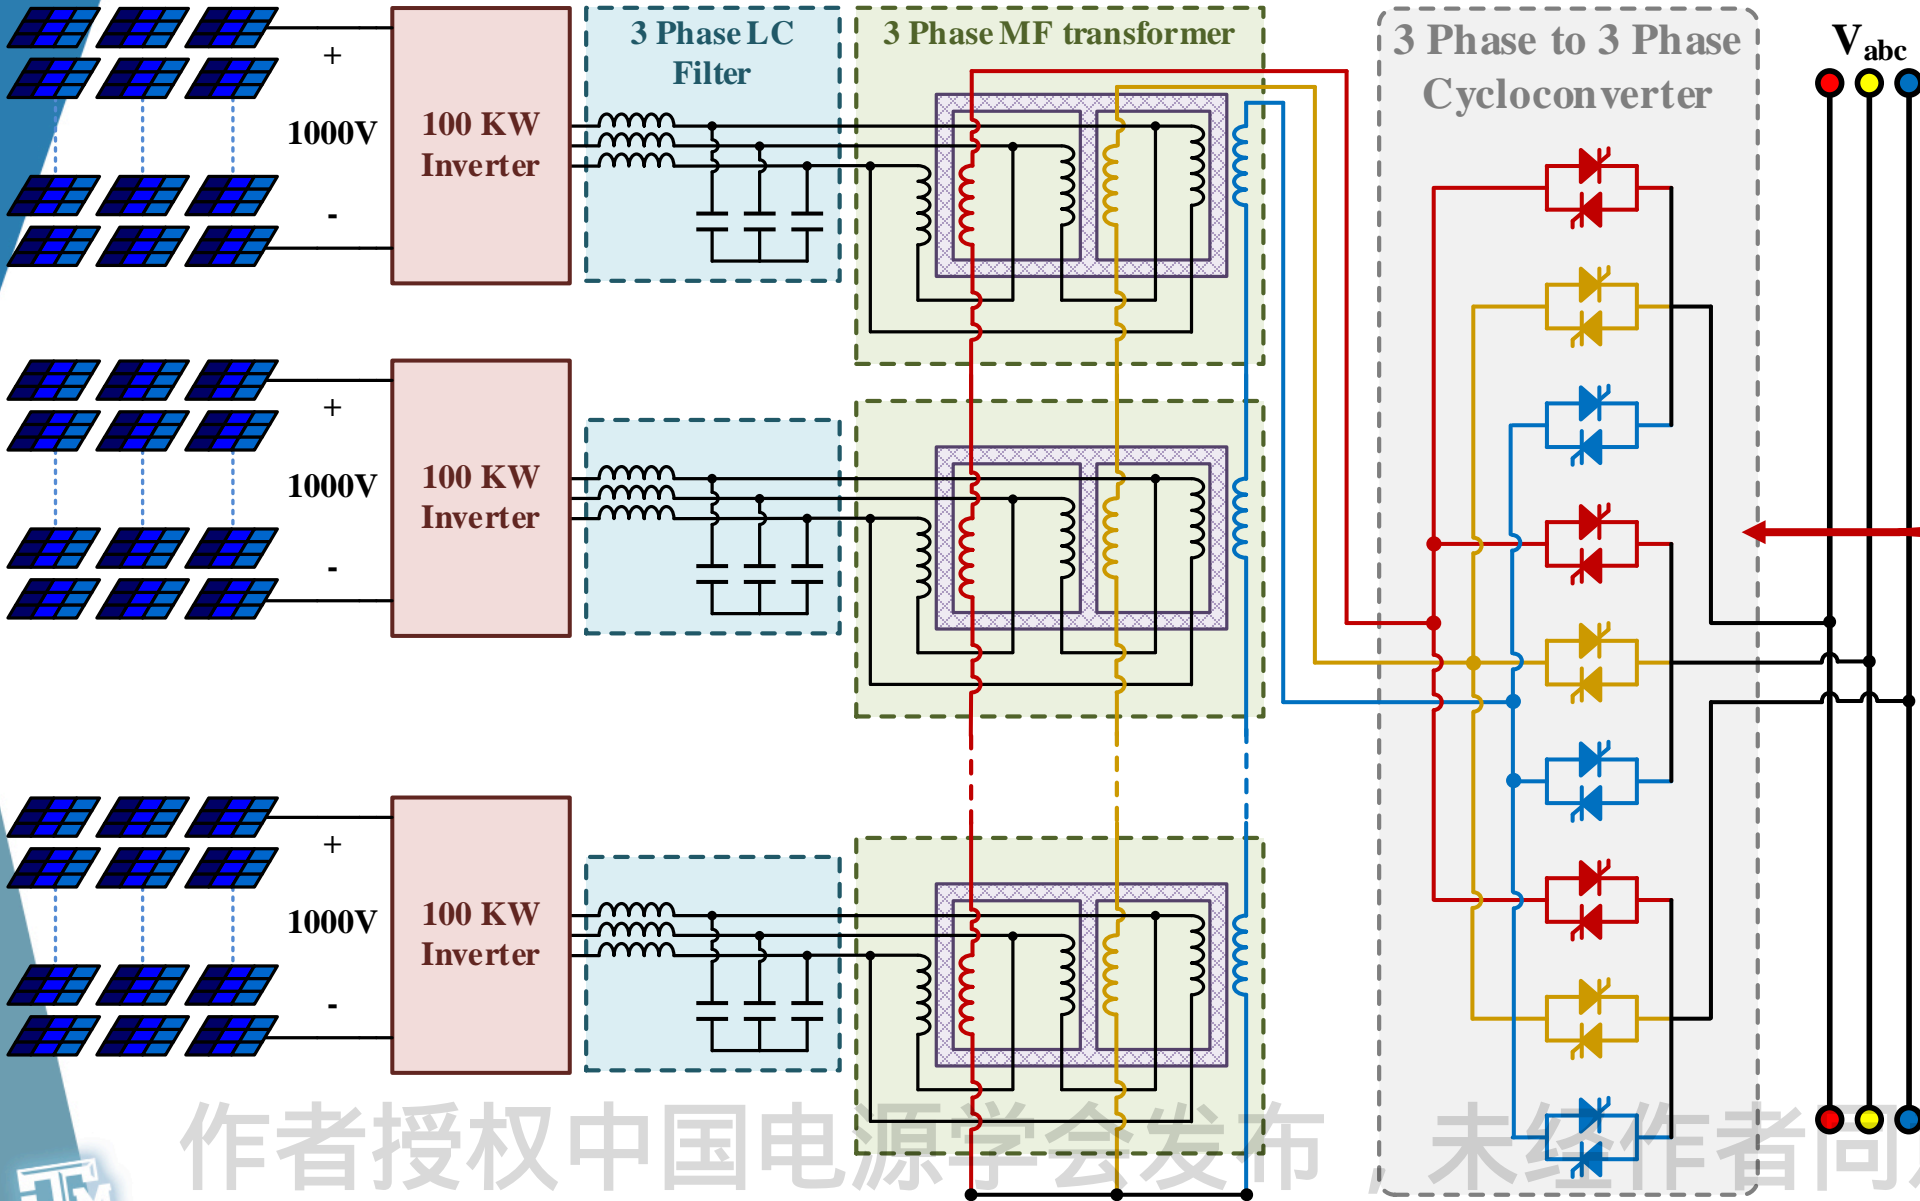 3 Phase LC
Filter
3 Phase MF transformer
3 Phase to 3 Phase
Cycloconverter
Vabc
+
1000V
-
100 KW
Inverter
+
1000V
-
100 KW
Inverter
+
1000V
-
100 KW
Inverter
作者授权中国电源学会发布,未经作者同